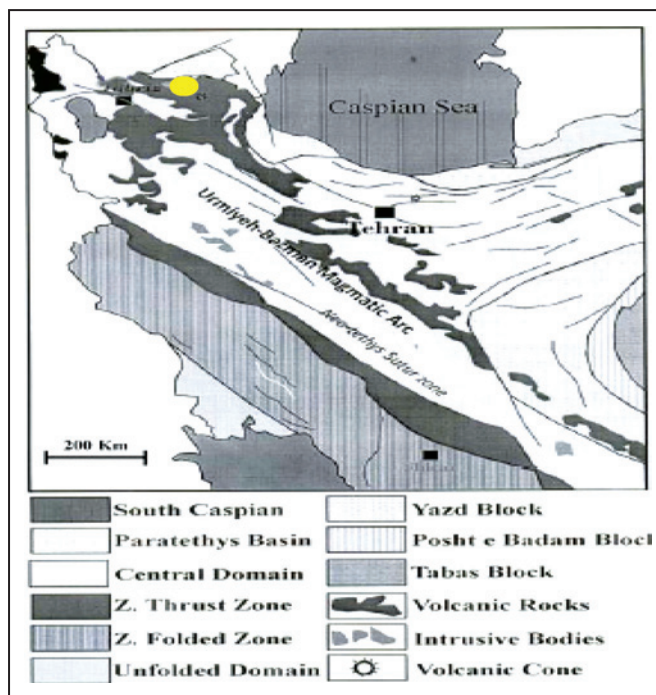 Caspian Sea
Tehran
Urmiyeh-Bazman Magmatic Arc
Neo-tethys Sutur zone
200 Km
South Caspian
Yazd Block
Paratethys Basin
Posht e Badam Block
Central Domain
Tabas Block
Z. Thrust Zone
Volcanic Rocks
Z. Folded Zone
Intrusive Bodies
Unfolded Domain
Volcanic Cone